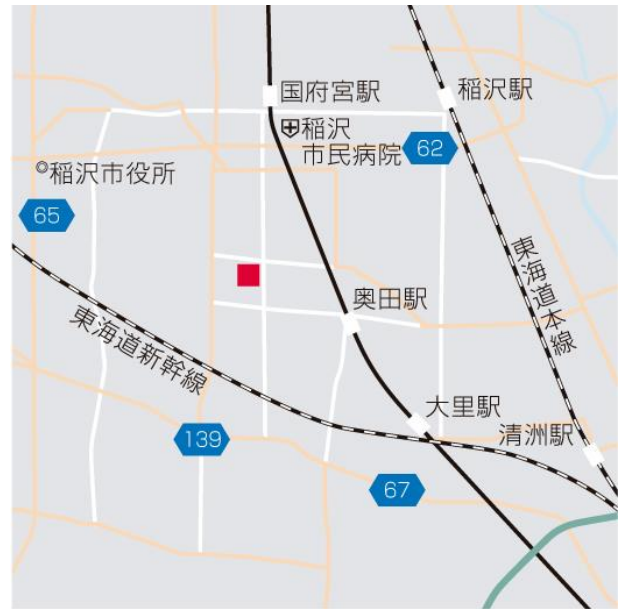 国府宮駅
稲沢駅
稲沢
市民病院
62
稲沢市役所
65
東海道本線
奥田駅
東海道新幹線
大里駅
清洲駅
139
67